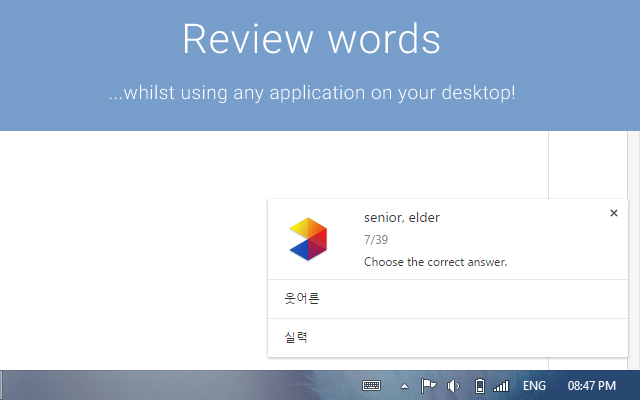 Review words
...whilst using any application on your desktop!
senior, elder
7/39
Choose the correct answer.
웃어른
실력
ENG 08:47 PM